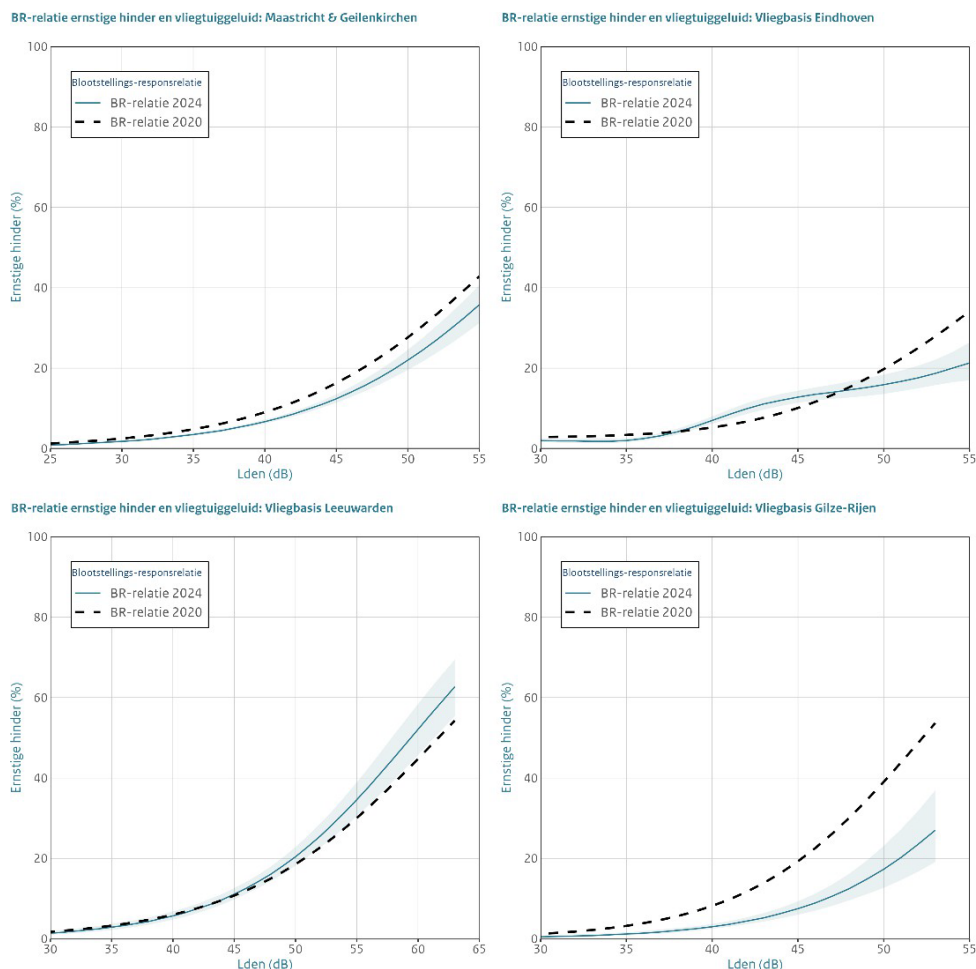 BR-relatie ernstige hinder en vliegtuiggeluid: Maastricht & Geilenkirchen
100
80
60
40
20
0
Ernstige hinder (%)
Blootstellings-responsrelatie
BR-relatie 2024
BR-relatie 2020
25 30 35 40 45 50 55
Lden (dB)
BR-relatie ernstige hinder en vliegtuiggeluid: Vliegbasis Eindhoven
100
80
60
40
20
0
Ernstige hinder (%)
Blootstellings-responsrelatie
BR-relatie 2024
BR-relatie 2020
30 35 40 45 50 55
Lden (dB)
BR-relatie ernstige hinder en vliegtuiggeluid: Vliegbasis Leeuwarden
100
80
60
40
20
0
Ernstige hinder (%)
Blootstellings-responsrelatie
BR-relatie 2024
BR-relatie 2020
30 35 40 45 50 55 60 65
Lden (dB)
BR-relatie ernstige hinder en vliegtuiggeluid: Vliegbasis Gilze-Rijen
100
80
60
40
20
0
Ernstige hinder (%)
Blootstellings-responsrelatie
BR-relatie 2024
BR-relatie 2020
30 35 40 45 50 55
Lden (dB)